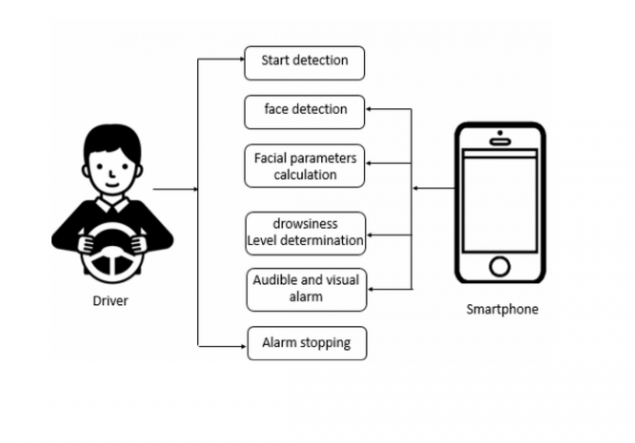 Start detection
face detection
Facial parameters
calculation
drowsiness
Level determination
Audible and visual
alarm
Alarm stopping
Driver
Smartphone